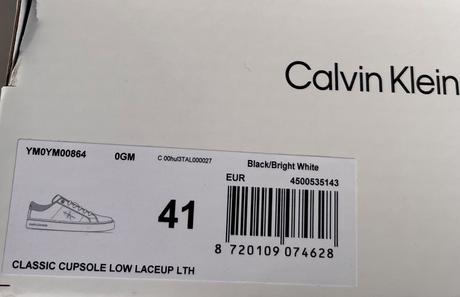 Calvin Klein
YM0YM00864 0GM C 00hul3TAL000027 Black/Bright White
EUR 4500535143
41
8 720109 074628
CLASSIC CUPSOLE LOW LACEUP LTH